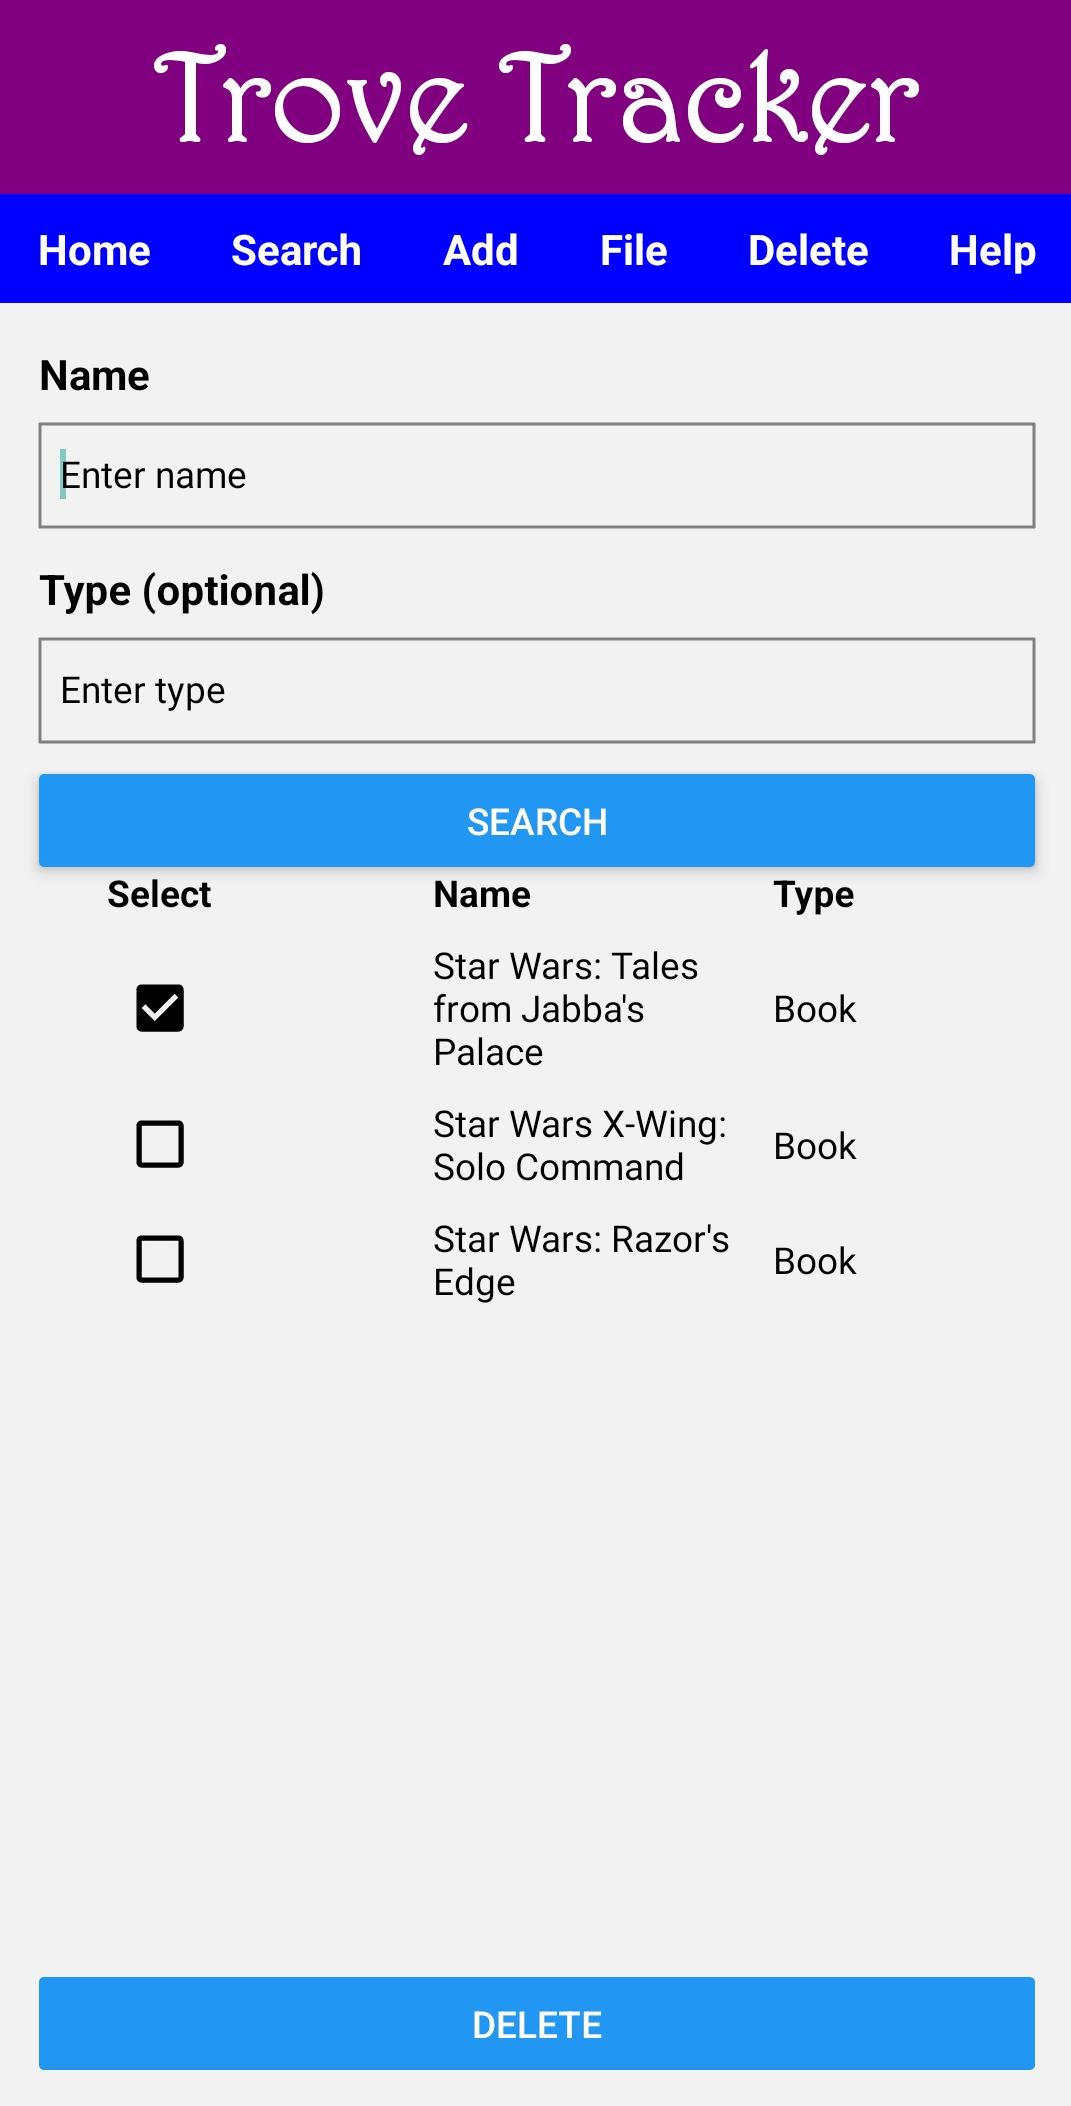 Trove Tracker
Home Search Add File Delete Help
Name
Enter name
Type (optional)
Enter type
SEARCH
Select Name Type
Star Wars: Tales
from Jabba's
Palace
Book
Star Wars X-Wing:
Solo Command
Book
Star Wars: Razor's
Edge
Book
DELETE